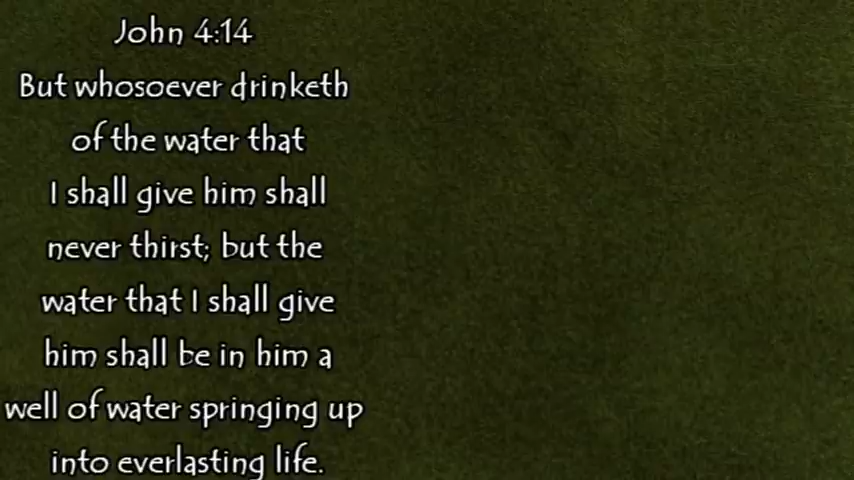 John 4:14
But whosoever drinketh
of the water that
I shall give him shall
never thirst; but the
water that I shall give
him shall be in him a
well of water springing up
into everlasting life.